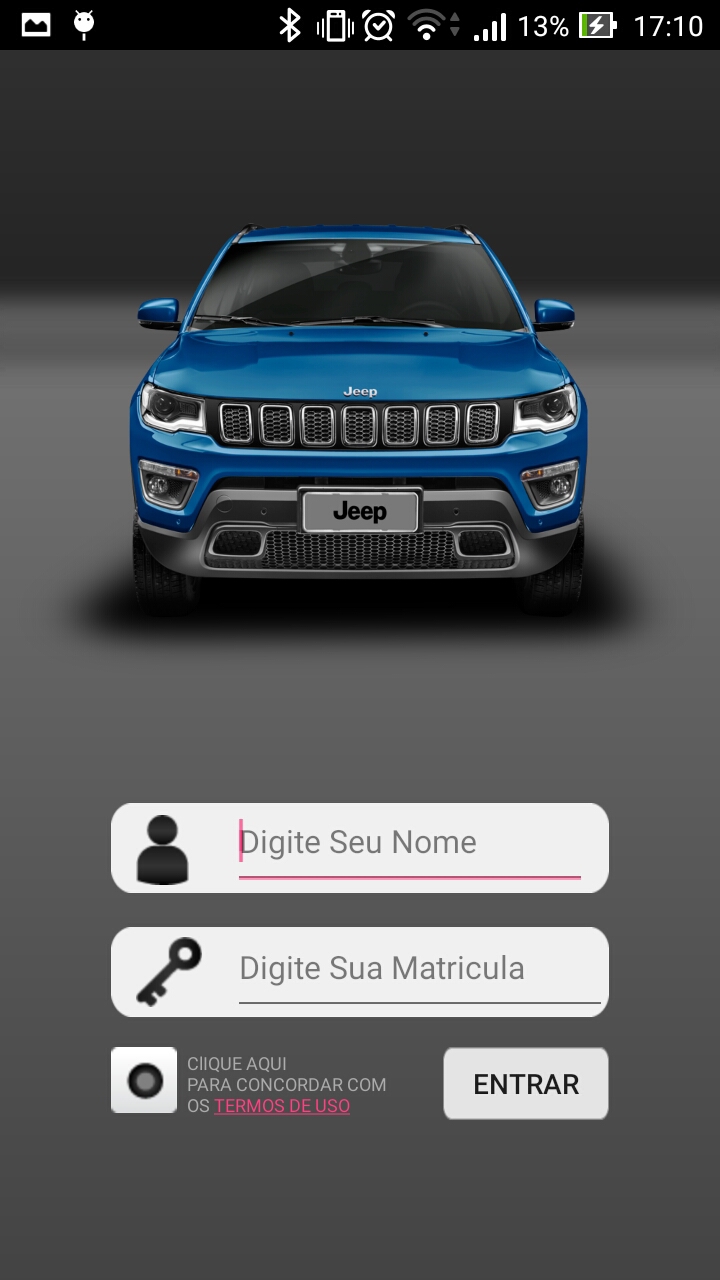 13% 17:10
Jeep
Jeep
Digite Seu Nome
Digite Sua Matricula
ClIQUE AQUI
PARA CONCORDAR COM
OS TERMOS DE USO
ENTRAR